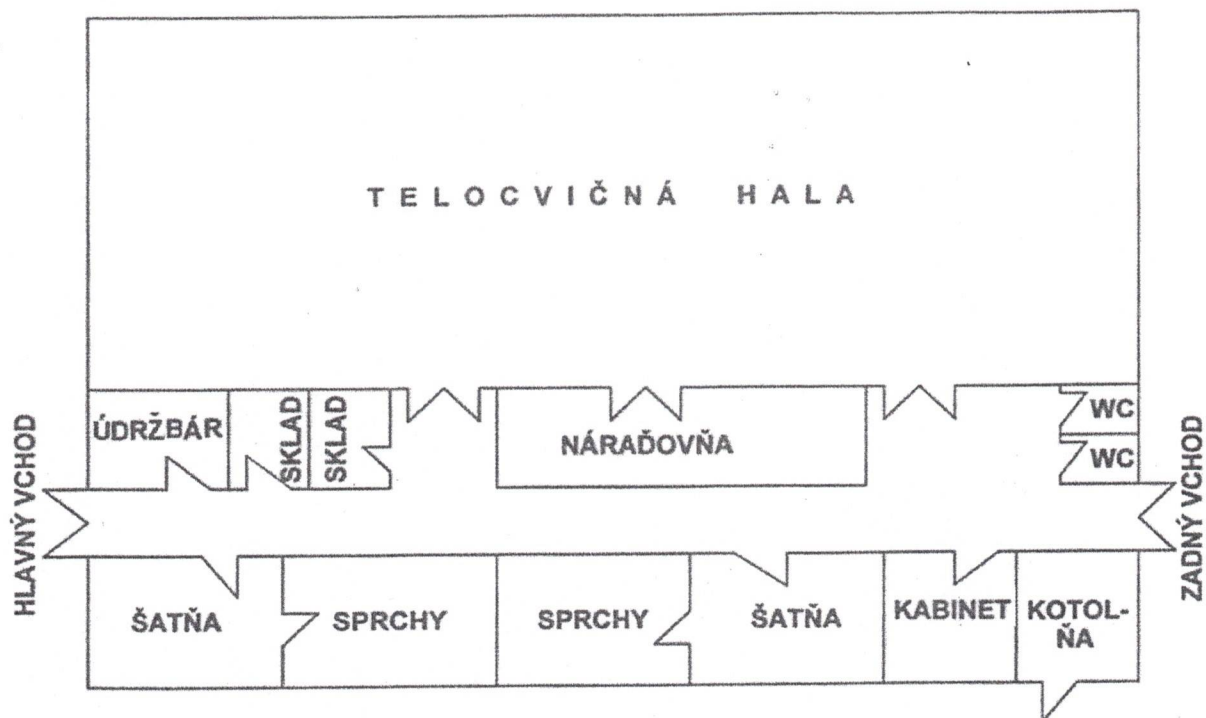 TELOCVIČNÁ HALA
HLAVNÝ VCHOD
ÚDRŽBÁR
SKLAD
SKLAD
NÁRAĎOVŇA
WC
WC
ZADNÝ VCHOD
ŠATŇA
SPRCHY
SPRCHY
ŠATŇA
KABINET
KOTOL-
ŇA